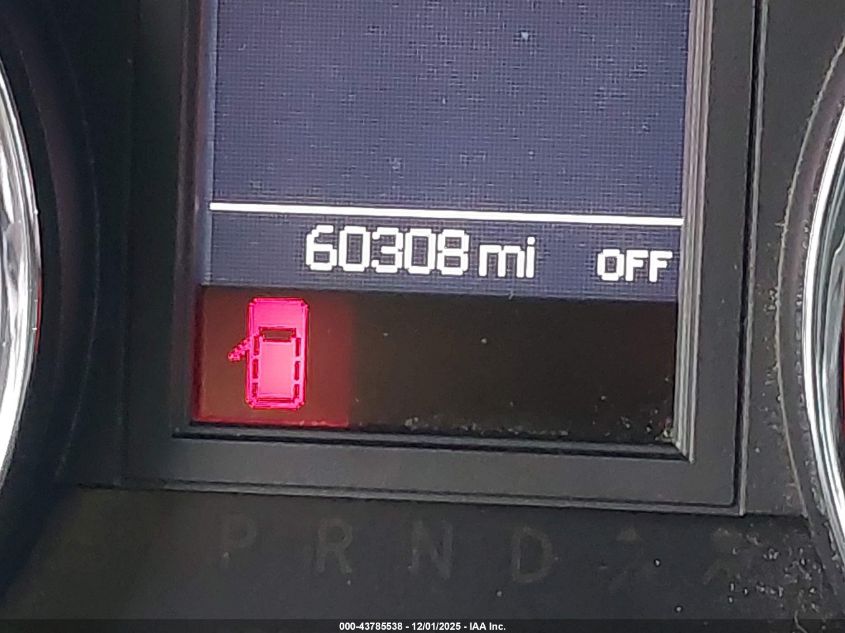 60308 mi OFF
P R N D
000-43785538 - 12/01/2025 - IAA Inc.